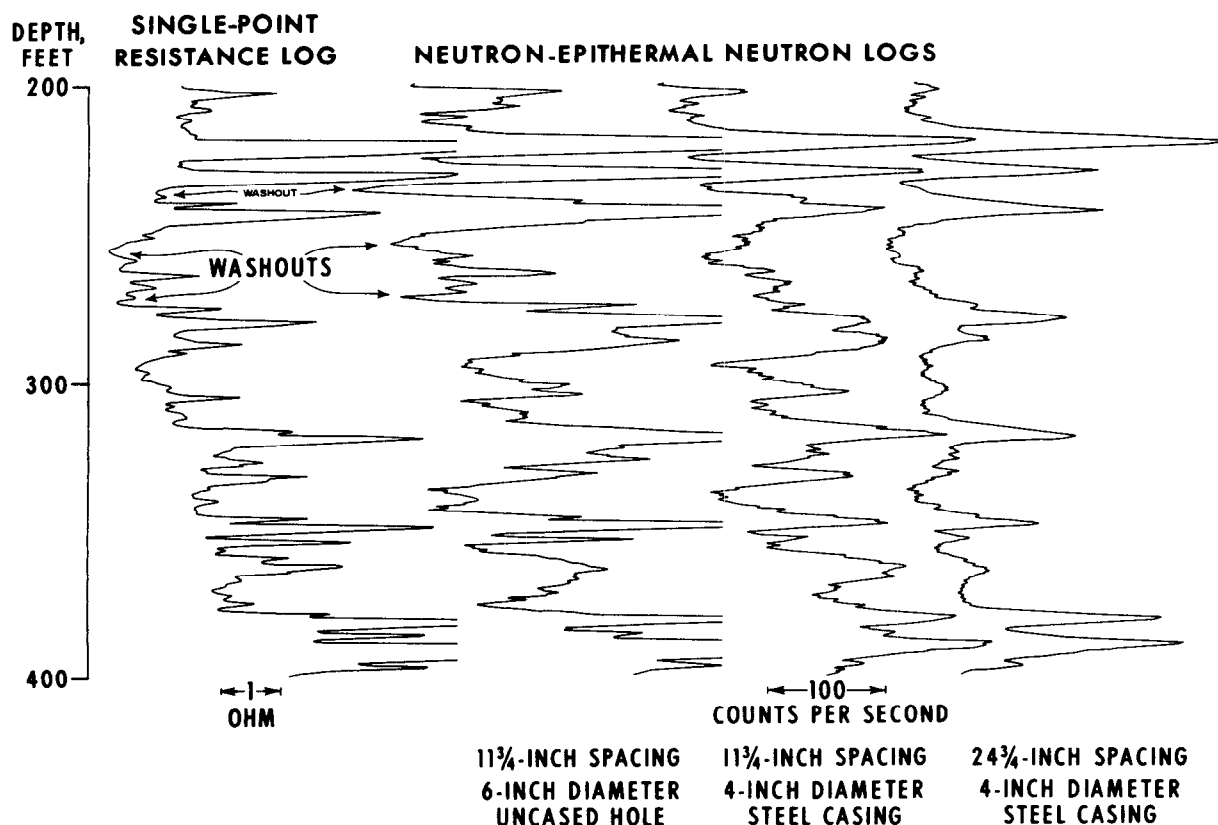 DEPTH,
FEET
SINGLE-POINT
RESISTANCE LOG
NEUTRON-EPITHERMAL NEUTRON LOGS
200
WASHOUT
WASHOUTS
300
400
1
OHM
100
COUNTS PER SECOND
11¾-INCH SPACING
6-INCH DIAMETER
UNCASED HOLE
11¾-INCH SPACING
4-INCH DIAMETER
STEEL CASING
24¾-INCH SPACING
4-INCH DIAMETER
STEEL CASING